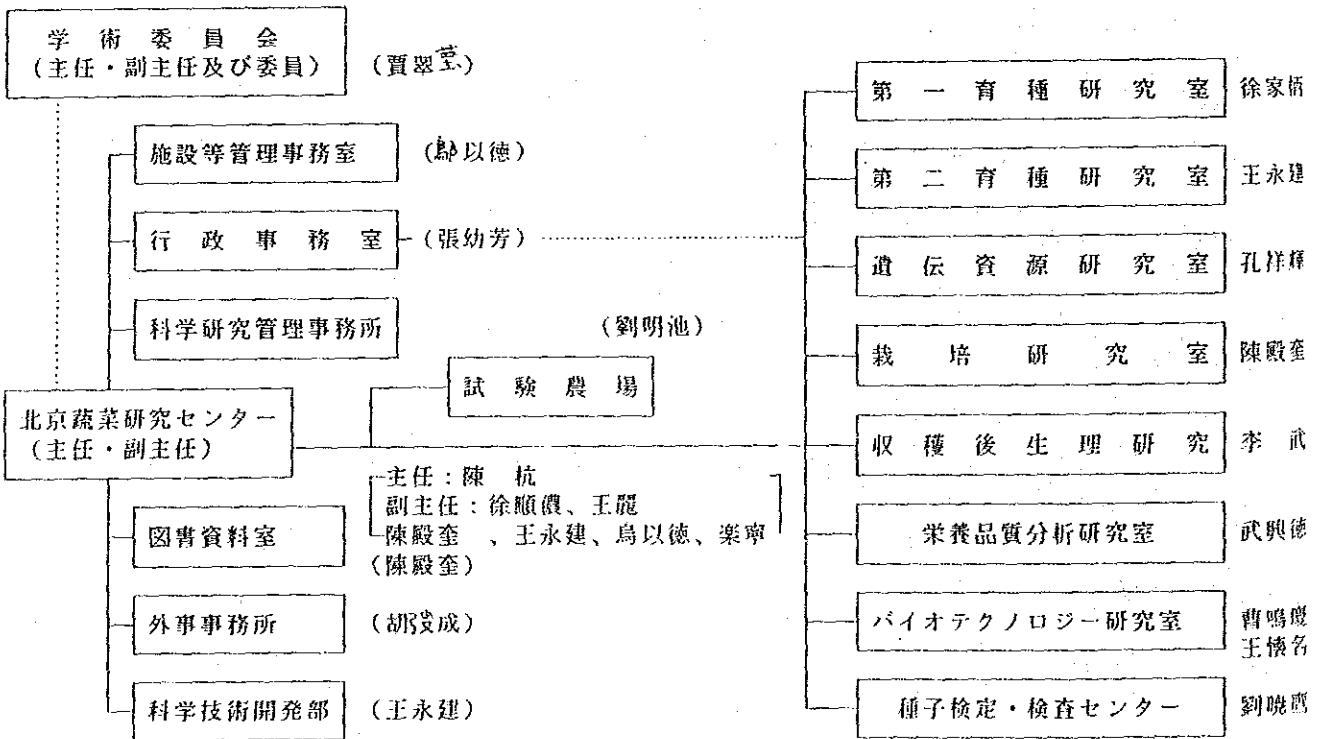 学術委員会
(主任・副主任及び委員) (賈翠
施設等管理事務室 (以徳)
行政事務室 (張幼芳)
科学研究管理事務所
(劉明池)
試験農場
北京蔬菜研究センター
(主任・副主任)
主任:陳 杭
副主任:徐順儂、王麗
陳殿奎 、王永建、烏以徳、楽寧
(陳殿奎)
図書資料室
外事事務所 (胡 成)
科学技術開発部 (王永建)
第一育種研究室 徐家
第二育種研究室 王永建
遺伝資源研究室 孔祥輝
栽培研究室 陳殿奎
収穫後生理研究 李 武
栄養品質分析研究室 武興徳
バイオテクノロジー研究室 曹鳴慶
王懐名
種子検定・検査センター 劉暁